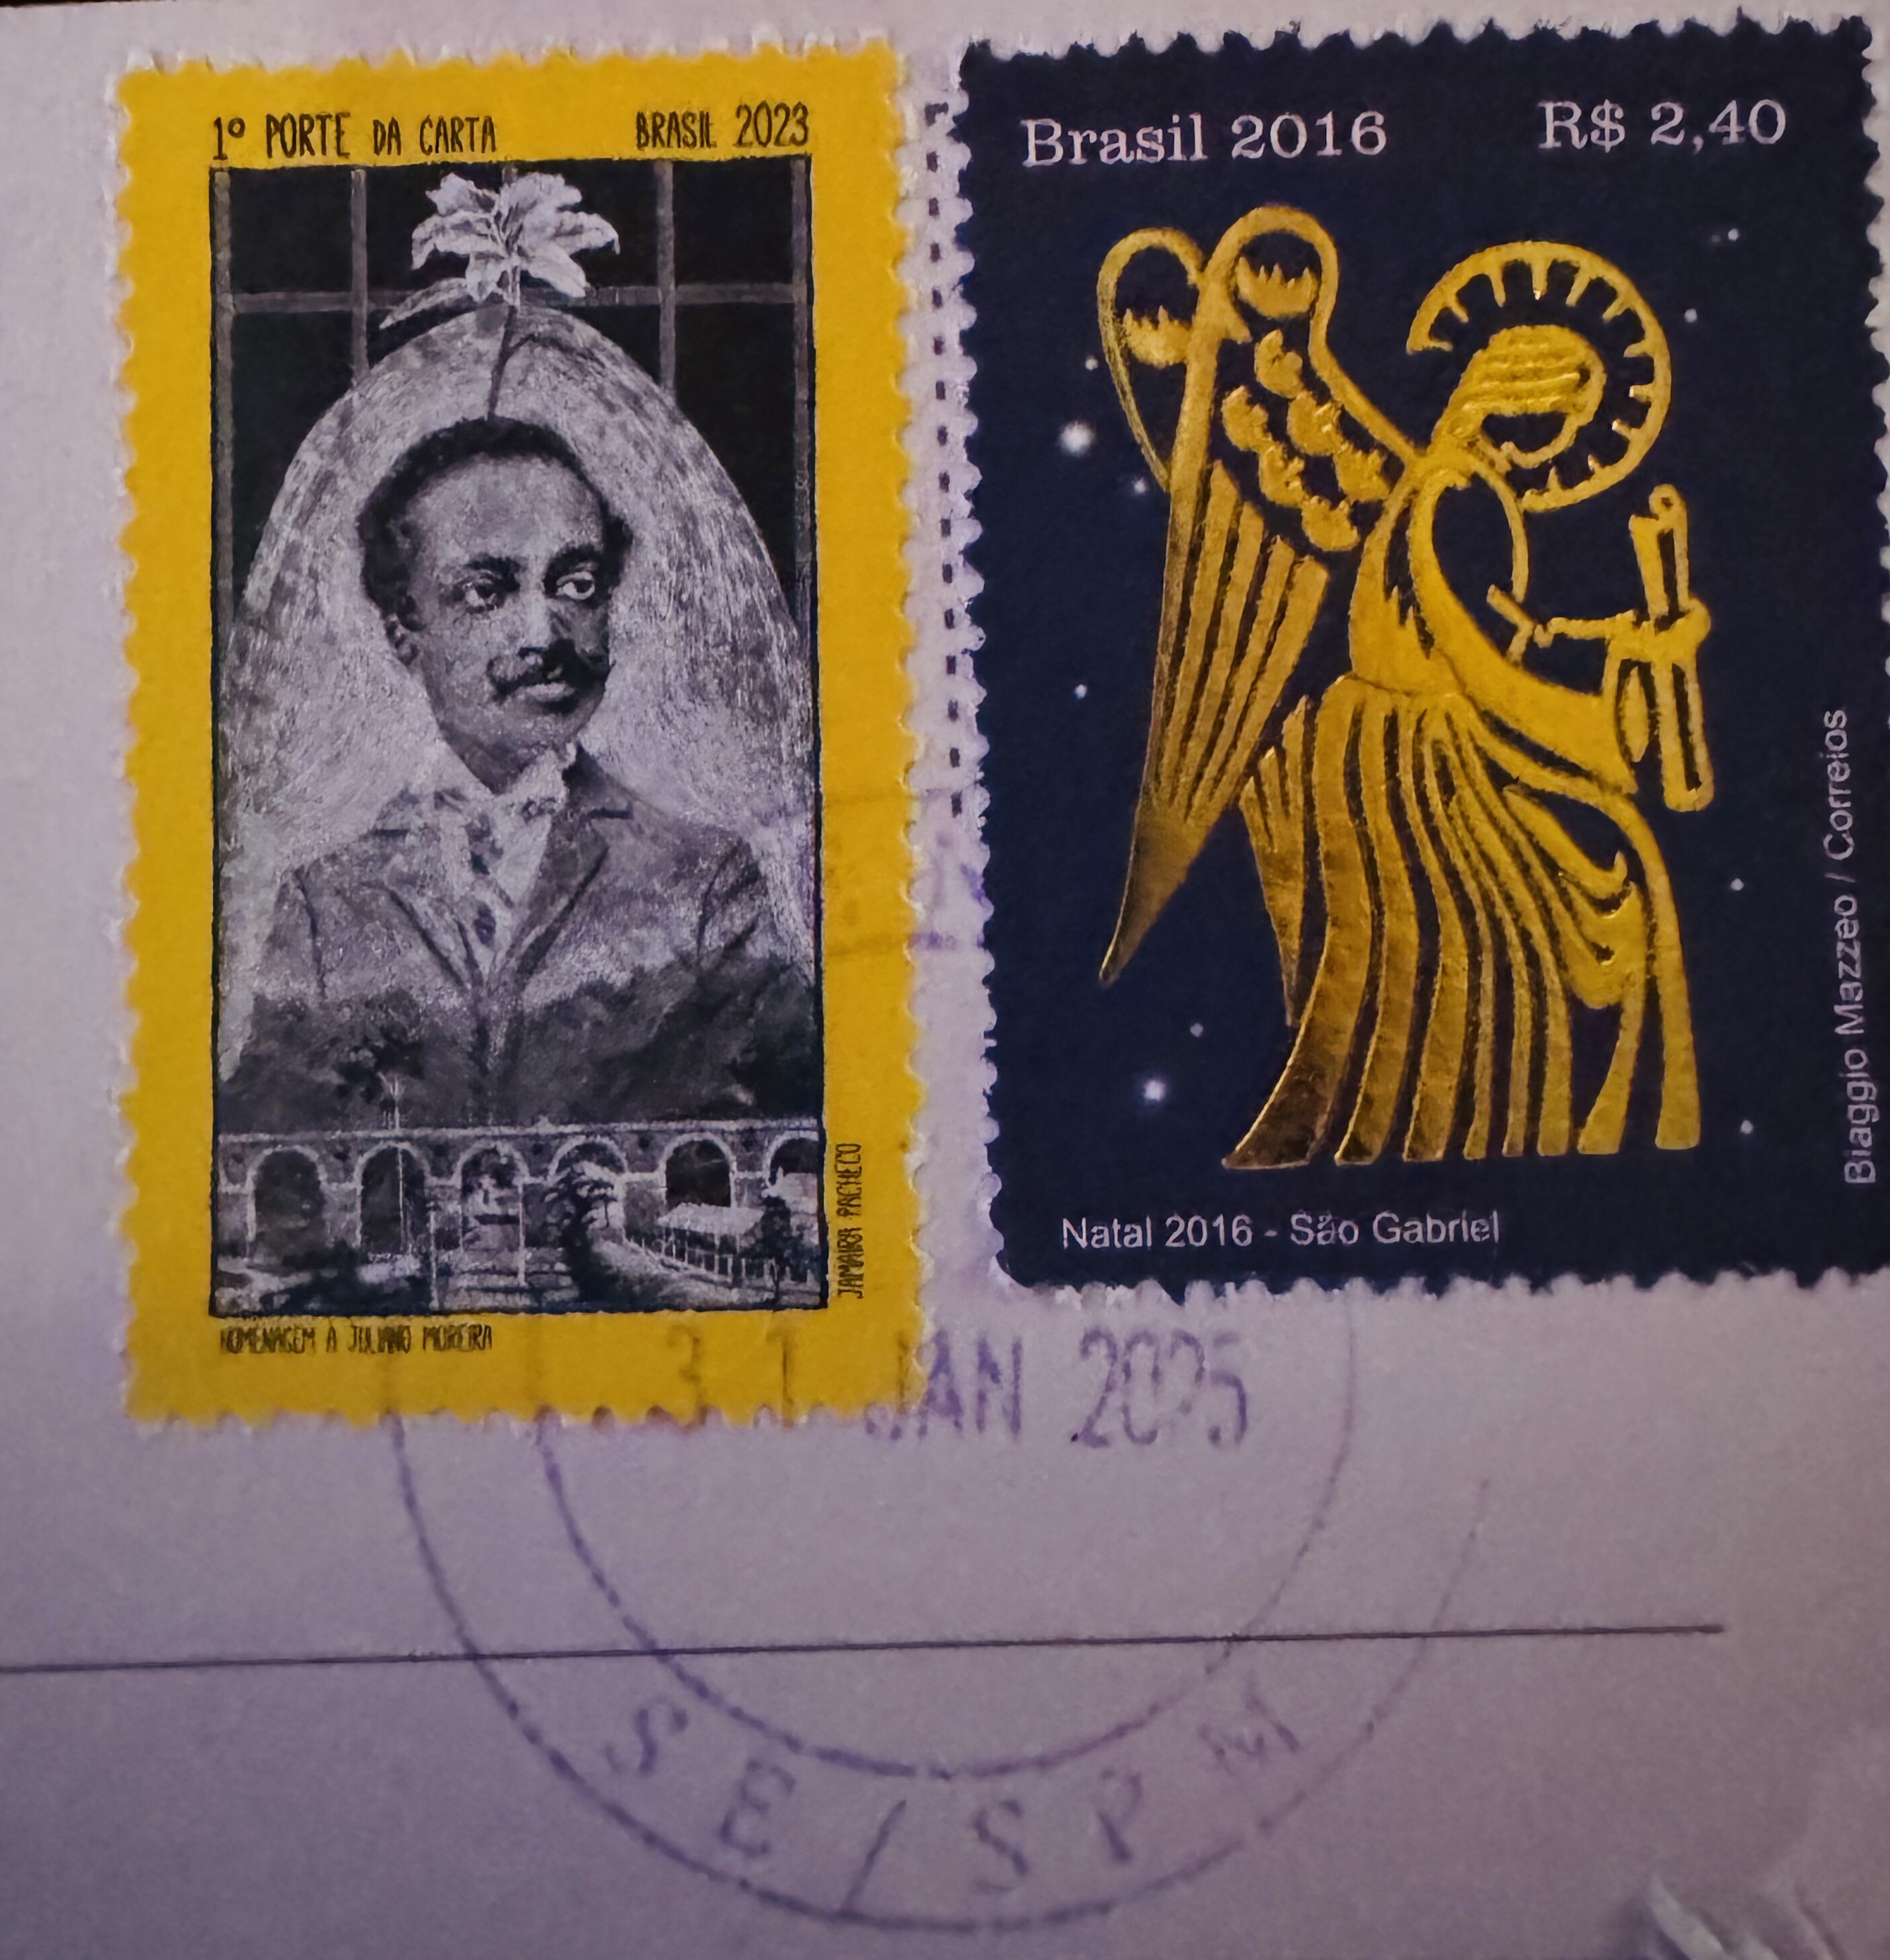 1º PORTE DA CARTA BRASIL 2023
JAMAIRA PACHECO
HOMENAGEM À JULIANO MOREIRA
Brasil 2016 R$ 2,40
Biaggio Mazzeo / Correios
Natal 2016 - São Gabriel
31 JAN 2025
SE/SPM